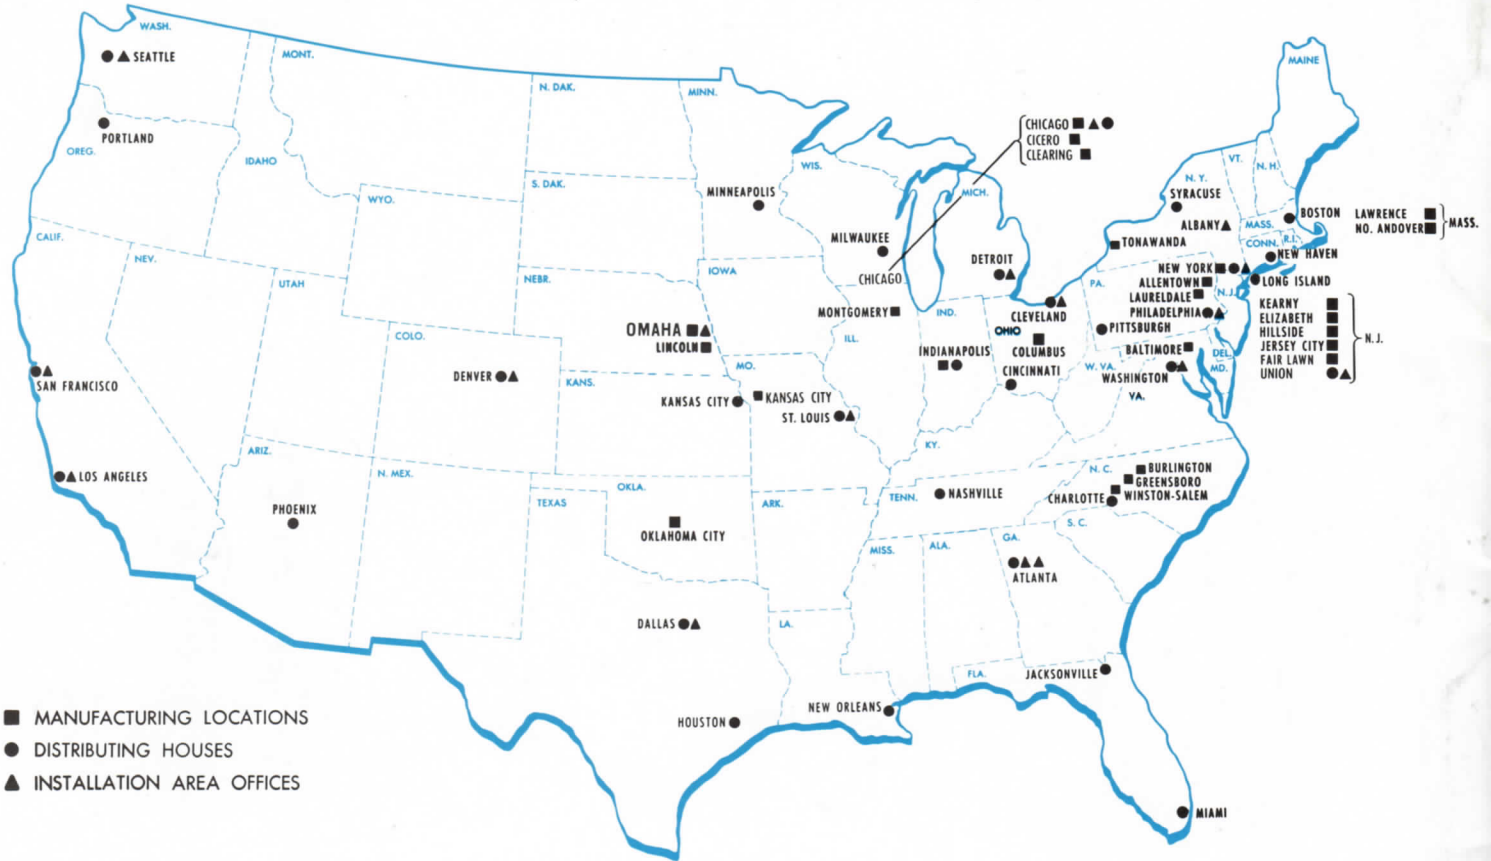 WASH.
SEATTLE
PORTLAND
OREG.
IDAHO
MONT.
WYO.
N. DAK.
S. DAK.
MINN.
MINNEAPOLIS
WIS.
MILWAUKEE
CHICAGO
MICH.
DETROIT
CHICAGO
CICERO
CLEARING
MAINE
VT.
N. H.
N. Y.
SYRACUSE
ALBANY
MASS.
BOSTON
LAWRENCE
NO. ANDOVER
MASS.
CONN.
R.I.
NEW HAVEN
TONAWANDA
NEW YORK
LONG ISLAND
PA.
ALLENTOWN
LAURELDALE
N.J.
PHILADELPHIA
PITTSBURGH
KEARNY
ELIZABETH
HILLSIDE
JERSEY CITY
FAIR LAWN
UNION
N.J.
CALIF.
NEV.
UTAH
NEBR.
IOWA
OMAHA
LINCOLN
MONTGOMERY
ILL.
IND.
INDIANAPOLIS
OHIO
CLEVELAND
COLUMBUS
CINCINNATI
BALTIMORE
DEL.
MD.
W. VA.
WASHINGTON
VA.
SAN FRANCISCO
COLO.
DENVER
KANS.
KANSAS CITY
MO.
KANSAS CITY
ST. LOUIS
KY.
LOS ANGELES
ARIZ.
PHOENIX
N. MEX.
TEXAS
OKLA.
OKLAHOMA CITY
ARK.
TENN.
NASHVILLE
N. C.
BURLINGTON
GREENSBORO
WINSTON-SALEM
CHARLOTTE
S. C.
MISS.
ALA.
GA.
ATLANTA
DALLAS
LA.
HOUSTON
NEW ORLEANS
FLA.
JACKSONVILLE
MIAMI
MANUFACTURING LOCATIONS
DISTRIBUTING HOUSES
INSTALLATION AREA OFFICES